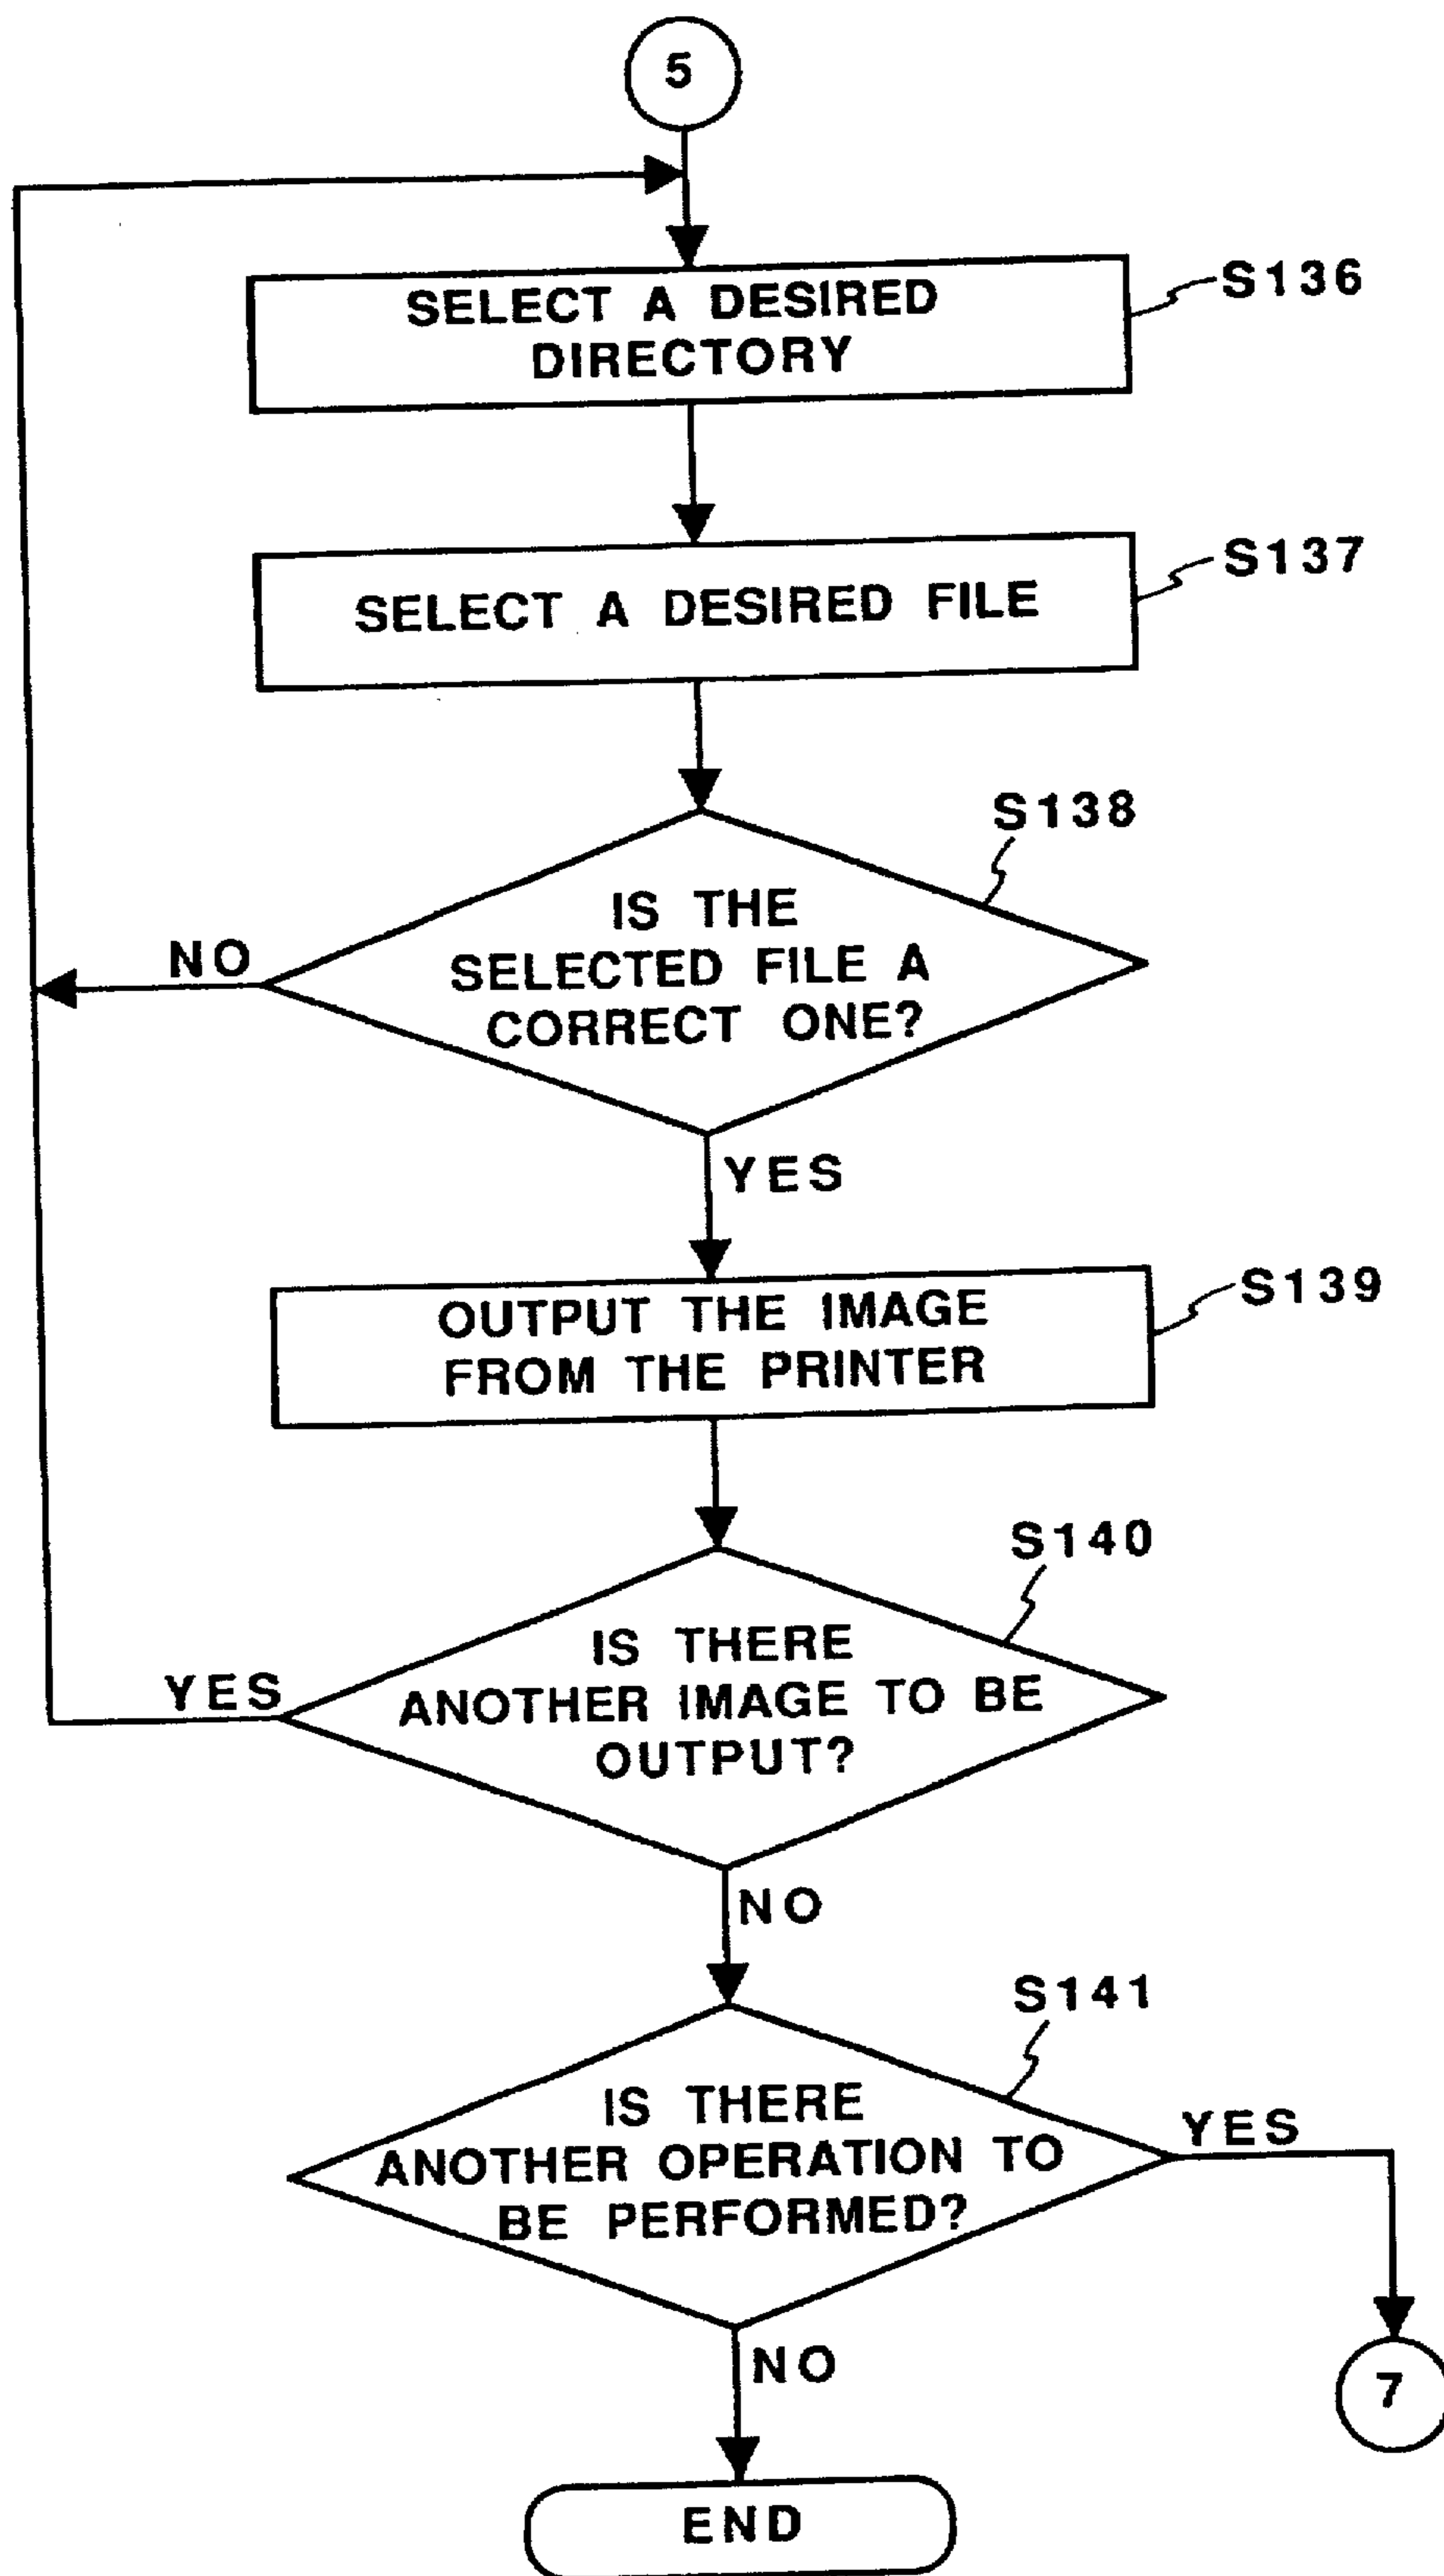 5
SELECT A DESIRED
DIRECTORY
S136
SELECT A DESIRED FILE
S137
S138
IS THE
SELECTED FILE A
CORRECT ONE?
NO
YES
OUTPUT THE IMAGE
FROM THE PRINTER
S139
S140
IS THERE
ANOTHER IMAGE TO BE
OUTPUT?
YES
NO
S141
IS THERE
ANOTHER OPERATION TO
BE PERFORMED?
YES
NO
7
END